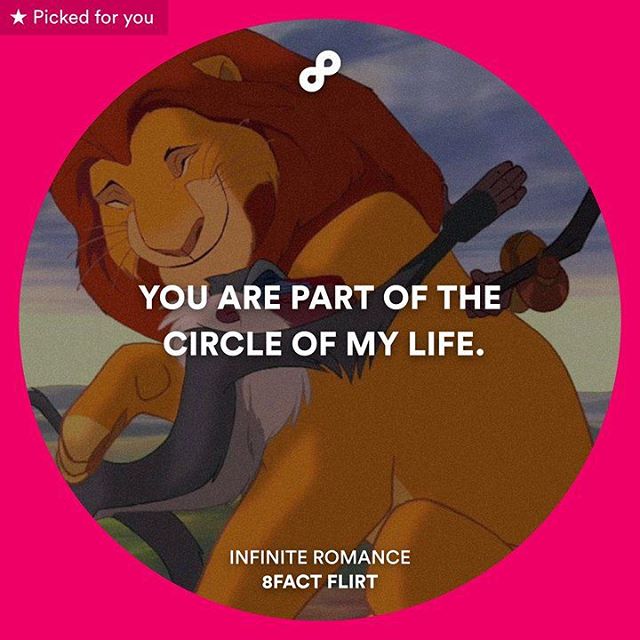 ★ Picked for you
YOU ARE PART OF THE
CIRCLE OF MY LIFE.
INFINITE ROMANCE
8FACT FLIRT